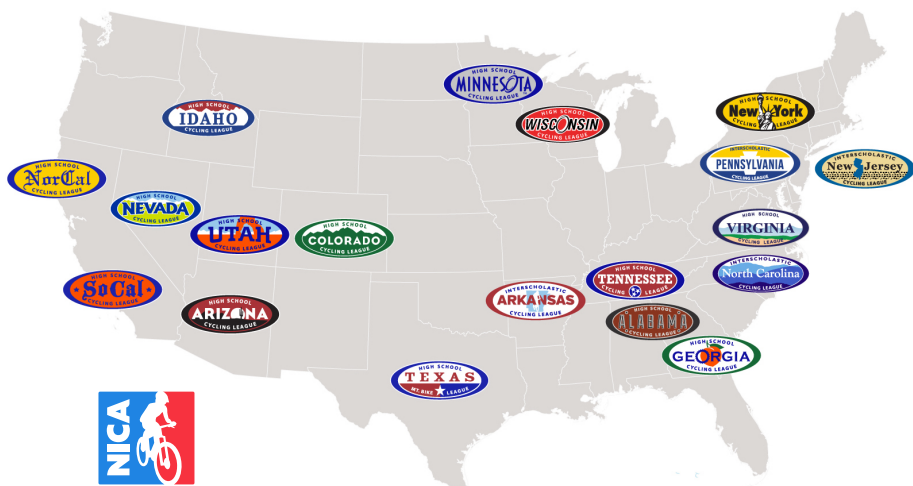 HIGH SCHOOL
MINNESOTA
CYCLING LEAGUE
HIGH SCHOOL
WISCONSIN
CYCLING LEAGUE
HIGH SCHOOL
New York
CYCLING LEAGUE
HIGH SCHOOL
IDAHO
CYCLING LEAGUE
INTERSCHOLASTIC
PENNSYLVANIA
CYCLING LEAGUE
INTERSCHOLASTIC
New Jersey
CYCLING LEAGUE
HIGH SCHOOL
NorCal
CYCLING LEAGUE
HIGH SCHOOL
NEVADA
CYCLING LEAGUE
HIGH SCHOOL
UTAH
CYCLING LEAGUE
HIGH SCHOOL
COLORADO
CYCLING LEAGUE
HIGH SCHOOL
VIRGINIA
CYCLING LEAGUE
INTERSCHOLASTIC
North Carolina
CYCLING LEAGUE
HIGH SCHOOL
SoCal
CYCLING LEAGUE
HIGH SCHOOL
ARIZONA
CYCLING LEAGUE
INTERSCHOLASTIC
ARKANSAS
CYCLING LEAGUE
HIGH SCHOOL
TENNESSEE
CYCLING LEAGUE
HIGH SCHOOL
ALABAMA
CYCLING LEAGUE
HIGH SCHOOL
GEORGIA
CYCLING LEAGUE
HIGH SCHOOL
TEXAS
MT. BIKE LEAGUE
NICA